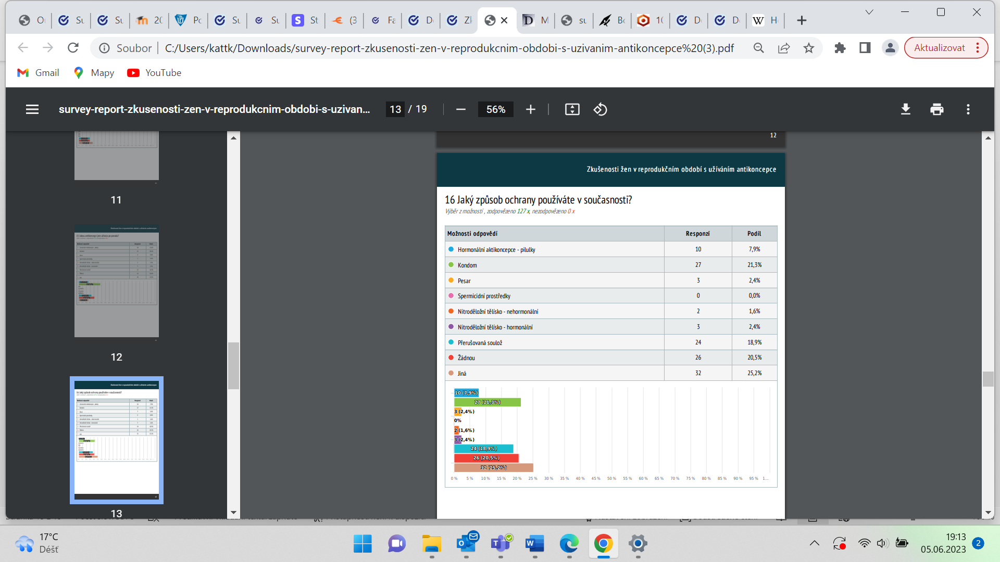 Ou
Su
Su
20
Po
Su
Su
St
(3
Fa
Do
Zk
M
su
Bo
10
D
D
H
Soubor
C:/Users/kattk/Downloads/survey-report-zkusenosti-zen-v-reprodukcnim-obdobi-s-uzivanim-antikoncepce%20(3).pdf
Aktualizovat
Gmail
Mapy
YouTube
survey-report-zkusenosti-zen-v-reprodukcnim-obdobi-s-uzivan...
13 / 19
56%
11
12
13
12
Zkušenosti žen v reprodukčním období s užíváním antikoncepce
16 Jaký způsob ochrany používáte v současnosti?
Výběr z možností , zodpovězeno 127 x, nezodpovězeno 0 x
Možnosti odpovědí Responzí Podíl
Hormonální aktikoncepce - pilulky 10 7,9%
Kondom 27 21,3%
Pesar 3 2,4%
Spermicidní prostředky 0 0,0%
Nitroděložní tělísko - nehormonální 2 1,6%
Nitroděložní tělísko - hormonální 3 2,4%
Přerušovaná soulož 24 18,9%
Žádnou 26 20,5%
Jiná 32 25,2%
10 (7,9%)
27 (21,3%)
3 (2,4%)
0%
2 (1,6%)
3 (2,4%)
24 (18,9%)
26 (20,5%)
32 (25,2%)
0 % 5 % 10 % 15 % 20 % 25 % 30 % 35 % 40 % 45 % 50 % 55 % 60 % 65 % 70 % 75 % 80 % 85 % 90 % 95 % 1...
17°C
Déšť
19:13
05.06.2023
2